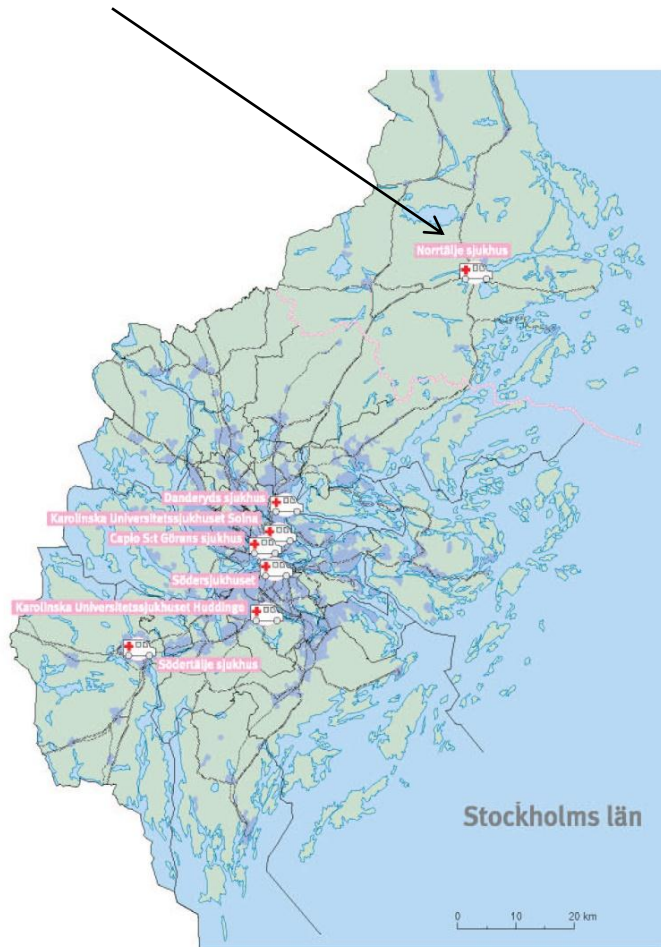 Norrtälje sjukhus
Danderyds sjukhus
Karolinska Universitetssjukhuset Solna
Capio S:t Görans sjukhus
Södersjukhuset
Karolinska Universitetssjukhuset Huddinge
Södertälje sjukhus
Stockholms län
0 10 20 km